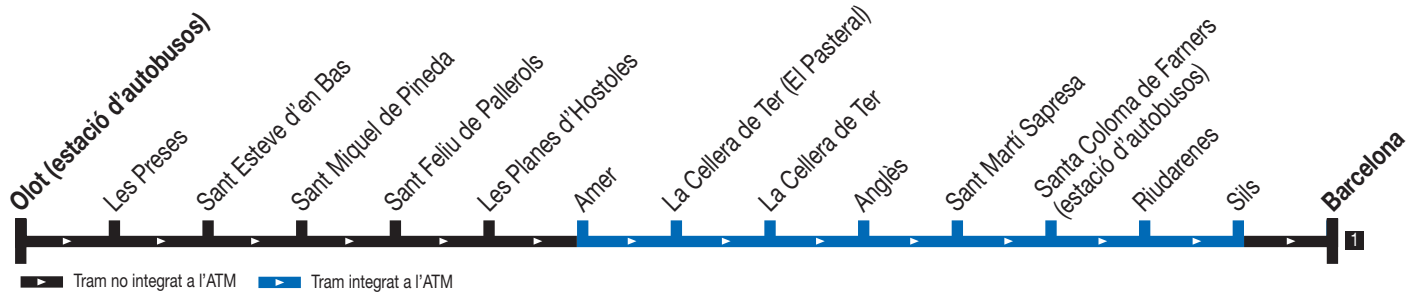 Olot (estació d'autobusos)
Les Preses
Sant Esteve d'en Bas
Sant Miquel de Pineda
Sant Feliu de Pallerols
Les Planes d'Hostoles
Amer
La Cellera de Ter (El Pasteral)
La Cellera de Ter
Anglès
Sant Martí Sapresa
Santa Coloma de Farners
(estació d'autobusos)
Riudarenes
Sils
Barcelona
1
Tram no integrat a l'ATM
Tram integrat a l'ATM